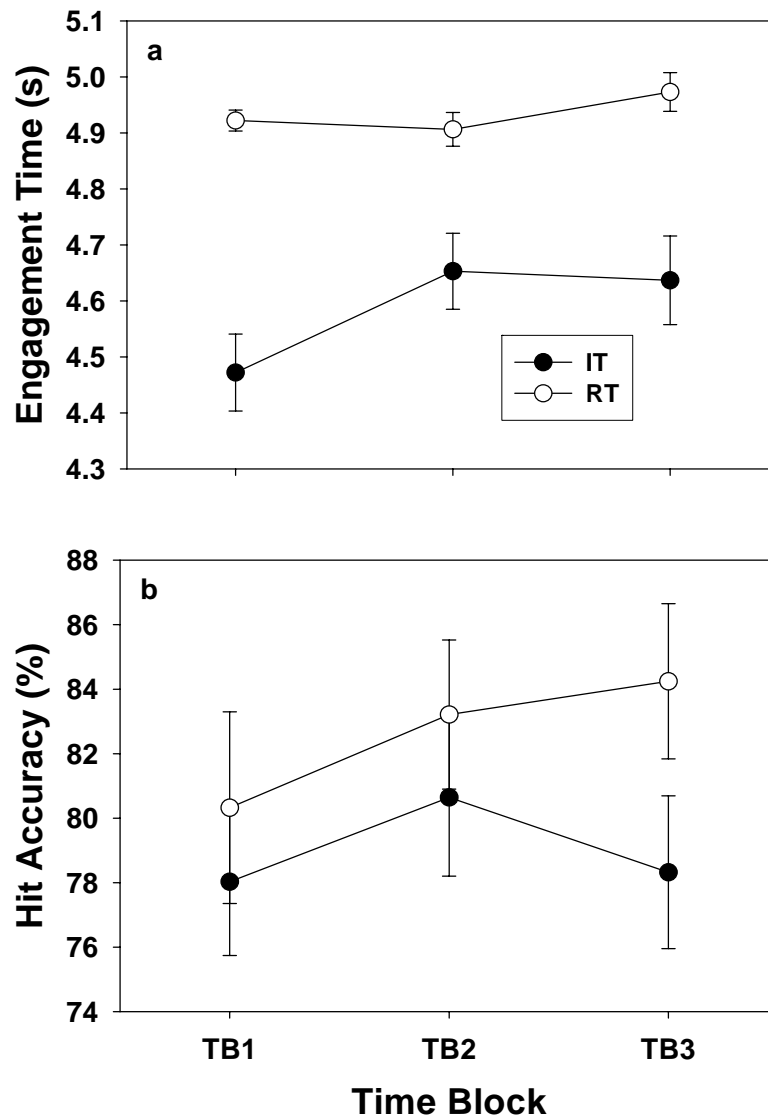 5.1
a
5.0
4.9
4.8
4.7
4.6
4.5
4.4
4.3
Engagement Time (s)
IT
RT
88
b
86
84
82
80
78
76
74
Hit Accuracy (%)
TB1 TB2 TB3
Time Block